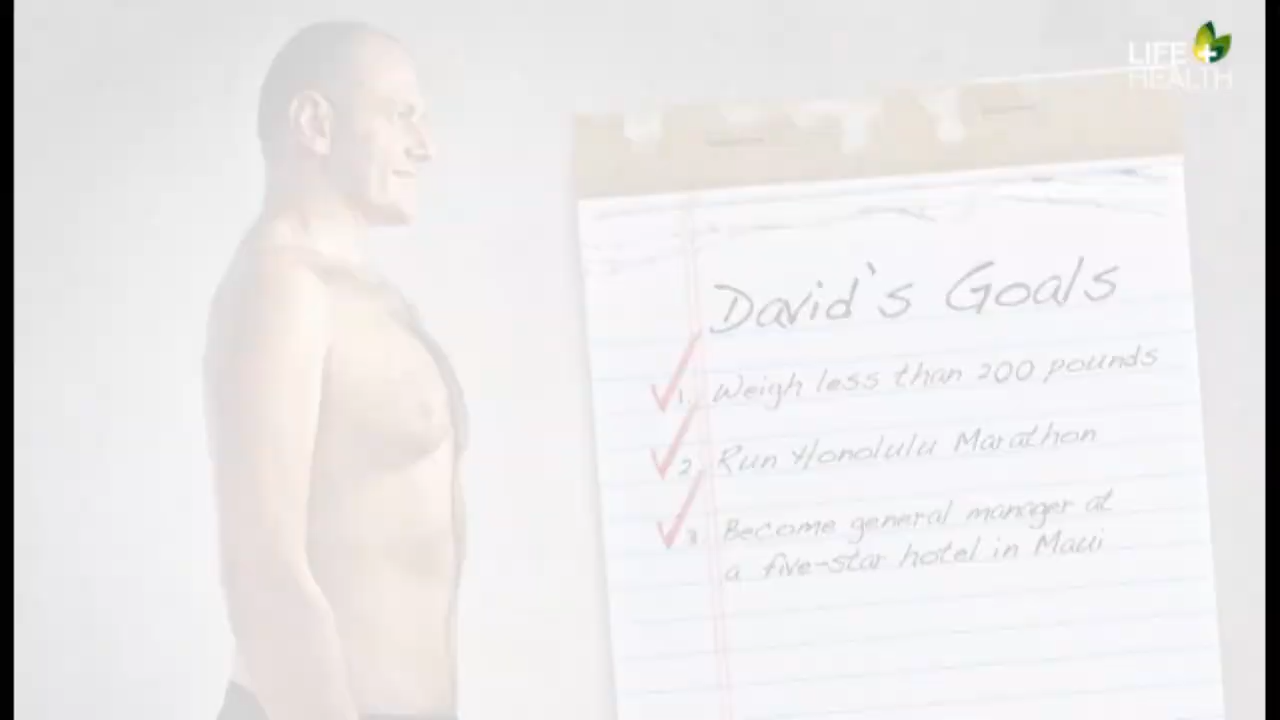 LIFE +
HEALTH
David's Goals
1. Weigh less than 200 pounds
2. Run Honolulu Marathon
3. Become general manager at
a five-star hotel in Maui